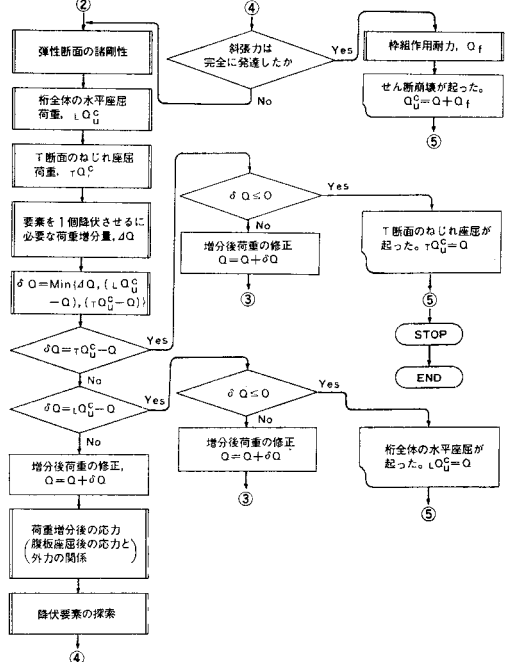 ②
弾性断面の諸剛性
桁全体の水平座屈
荷重, LQuc
T断面のねじれ座屈
荷重, TQuc
要素を1個降伏させるに
必要な荷重増分量, ΔQ
δQ=Min{ΔQ, (LQuc
−Q), (TQuc−Q)}
δQ=TQuc−Q
Yes
No
δQ=LQuc−Q
Yes
No
増分後荷重の修正,
Q=Q+δQ
荷重増分後の応力
(腹板座屈後の応力と
外力の関係)
降伏要素の探索
④
④
斜張力は
完全に発達したか
Yes
No
枠組作用耐力, Qf
せん断崩壊が起った。
Quc=Q+Qf
⑤
δQ≤0
Yes
No
増分後荷重の修正
Q=Q+δQ
③
T断面のねじれ座屈が
起った。TQuc=Q
⑤
STOP
END
δQ≤0
Yes
No
増分後荷重の修正
Q=Q+δQ
③
桁全体の水平座屈が
起った。LQuc=Q
⑤